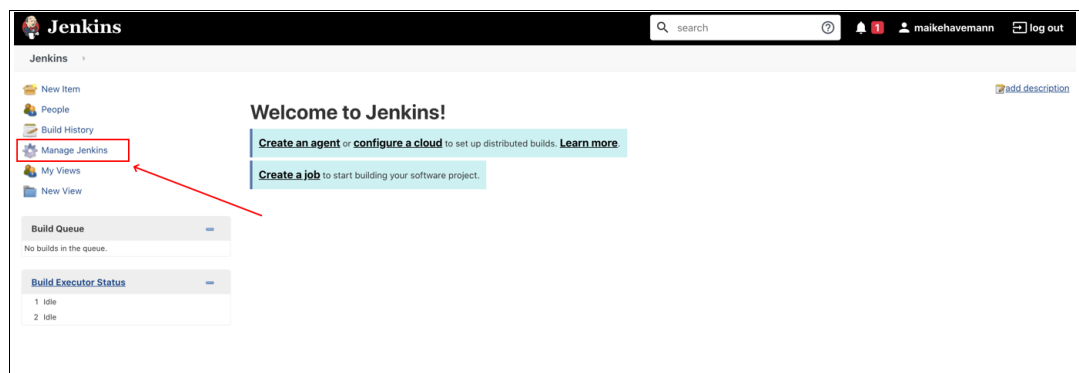 Jenkins
search
1
maikehavemann
log out
Jenkins
New Item
People
Build History
Manage Jenkins
My Views
New View
add description
Welcome to Jenkins!
Create an agent or configure a cloud to set up distributed builds. Learn more.
Create a job to start building your software project.
Build Queue
No builds in the queue.
Build Executor Status
1 Idle
2 Idle